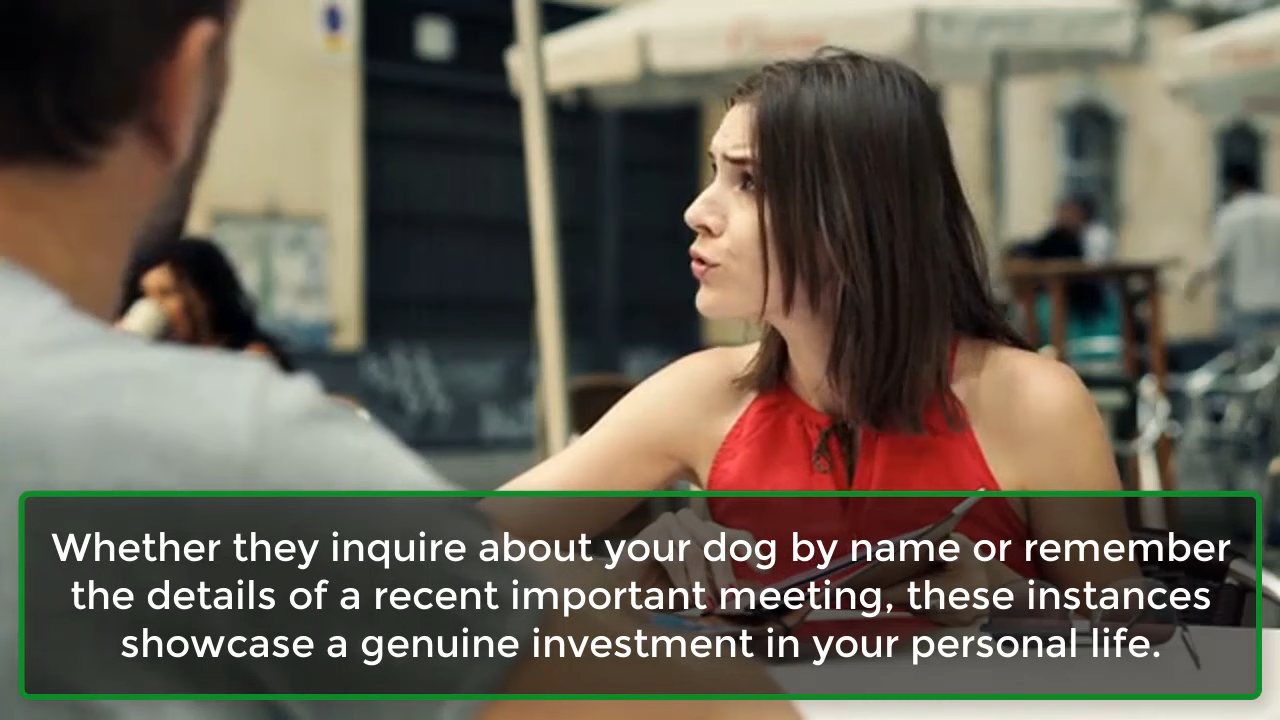 Whether they inquire about your dog by name or remember
the details of a recent important meeting, these instances
showcase a genuine investment in your personal life.